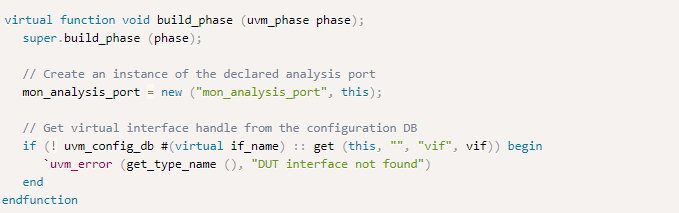 virtual function void build_phase (uvm_phase phase);
super.build_phase (phase);
// Create an instance of the declared analysis port
mon_analysis_port = new ("mon_analysis_port", this);
// Get virtual interface handle from the configuration DB
if (! uvm_config_db #(virtual if_name) :: get (this, "", "vif", vif)) begin
`uvm_error (get_type_name (), "DUT interface not found")
end
endfunction